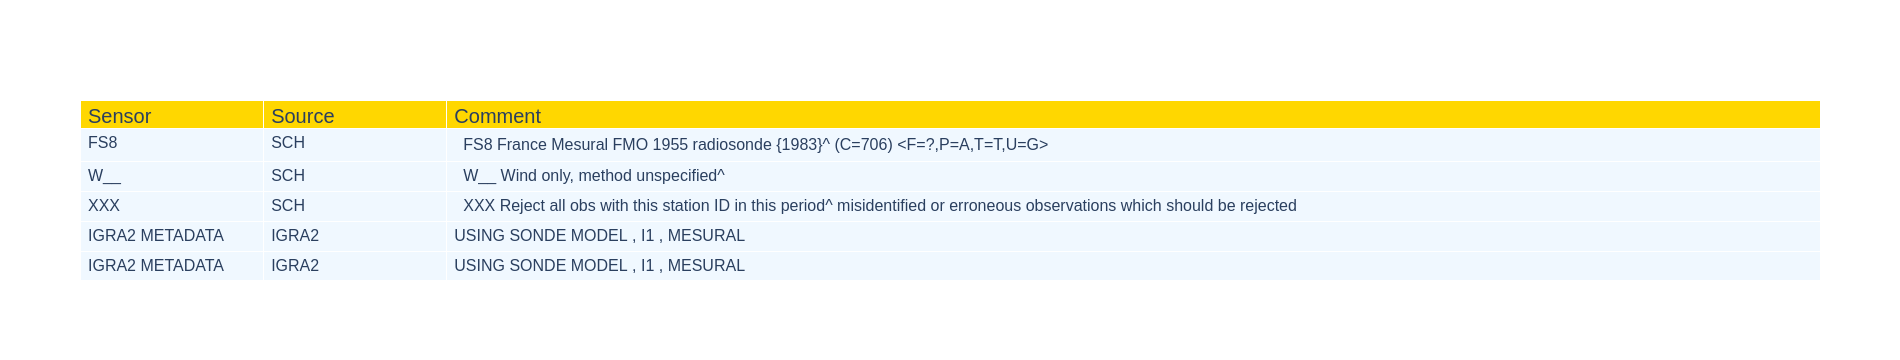 Sensor Source Comment
FS8 SCH FS8 France Mesural FMO 1955 radiosonde {1983}^ (C=706) <F=?,P=A,T=T,U=G>
W__ SCH W__ Wind only, method unspecified^
XXX SCH XXX Reject all obs with this station ID in this period^ misidentified or erroneous observations which should be rejected
IGRA2 METADATA IGRA2 USING SONDE MODEL , I1 , MESURAL
IGRA2 METADATA IGRA2 USING SONDE MODEL , I1 , MESURAL